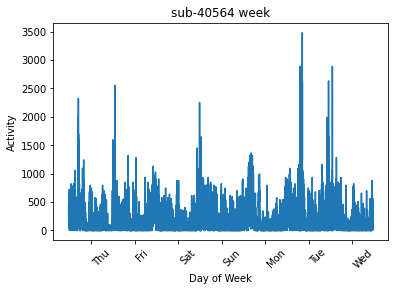 sub-40564 week
Activity
3500
3000
2500
2000
1500
1000
500
0
Thu
Fri
Sat
Sun
Mon
Tue
Wed
Day of Week